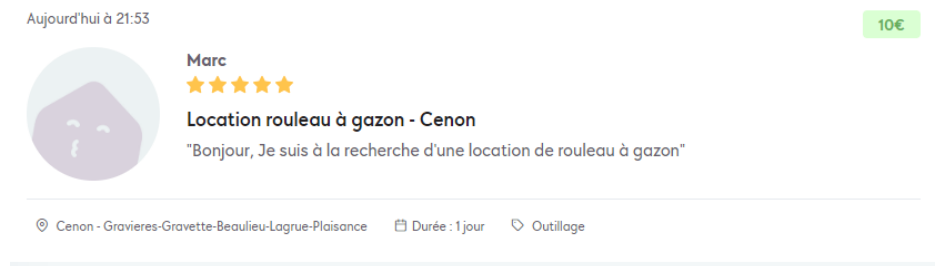 Aujourd'hui à 21:53
10€
Marc
Location rouleau à gazon - Cenon
"Bonjour, Je suis à la recherche d'une location de rouleau à gazon"
Cenon - Gravieres-Gravette-Beaulieu-Lagrue-Plaisance Durée : 1 jour Outillage